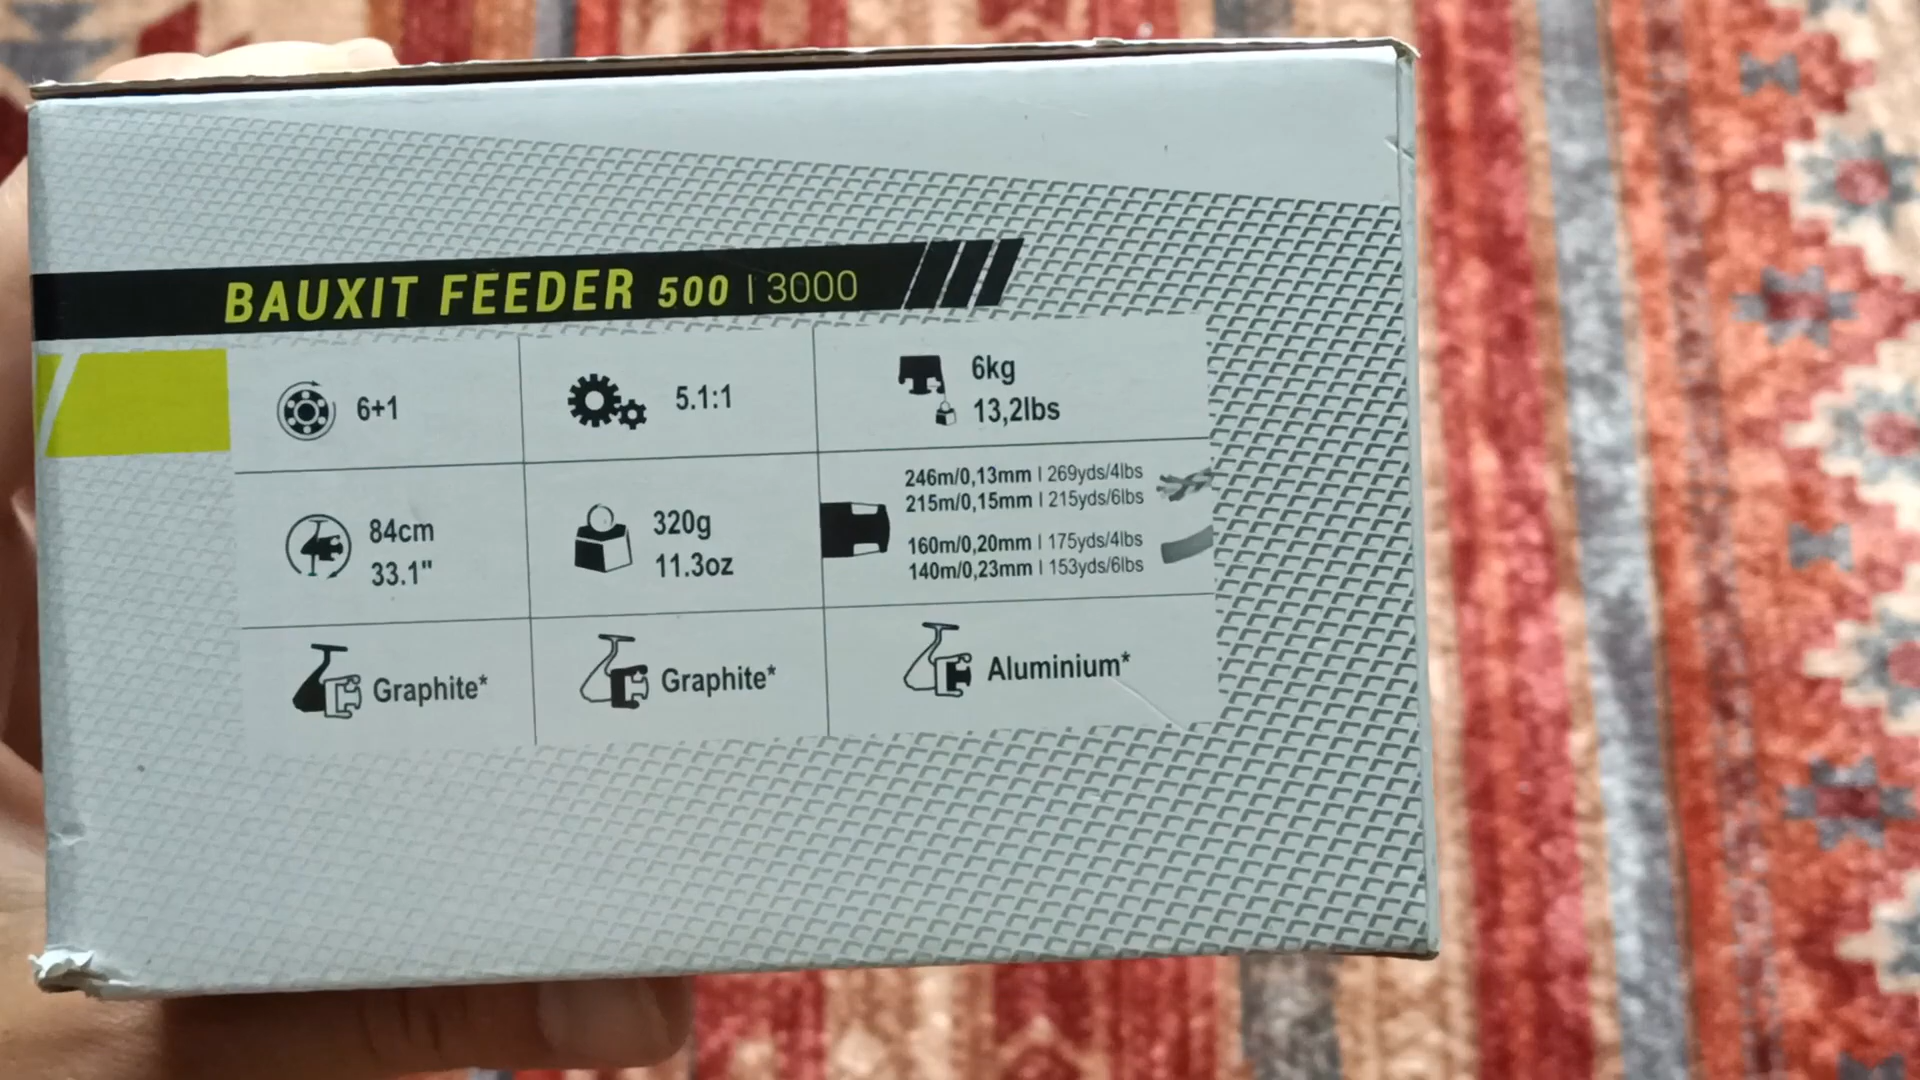 BAUXIT FEEDER 500 | 3000
6+1
5.1:1
6kg
13,2lbs
84cm
33.1"
320g
11.3oz
246m/0,13mm | 269yds/4lbs
215m/0,15mm | 215yds/6lbs
160m/0,20mm | 175yds/4lbs
140m/0,23mm | 153yds/6lbs
Graphite*
Graphite*
Aluminium*